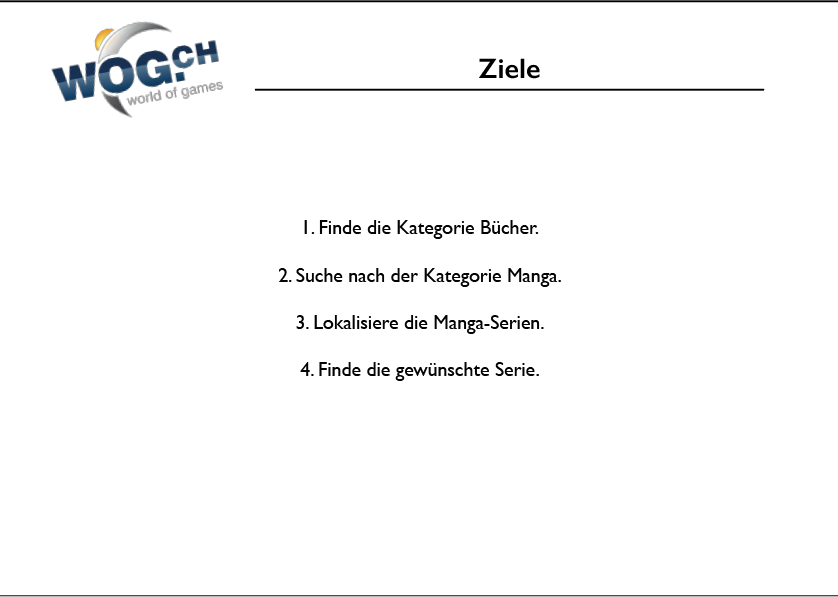 WOG.CH
world of games
Ziele
1. Finde die Kategorie Bücher.
2. Suche nach der Kategorie Manga.
3. Lokalisiere die Manga-Serien.
4. Finde die gewünschte Serie.